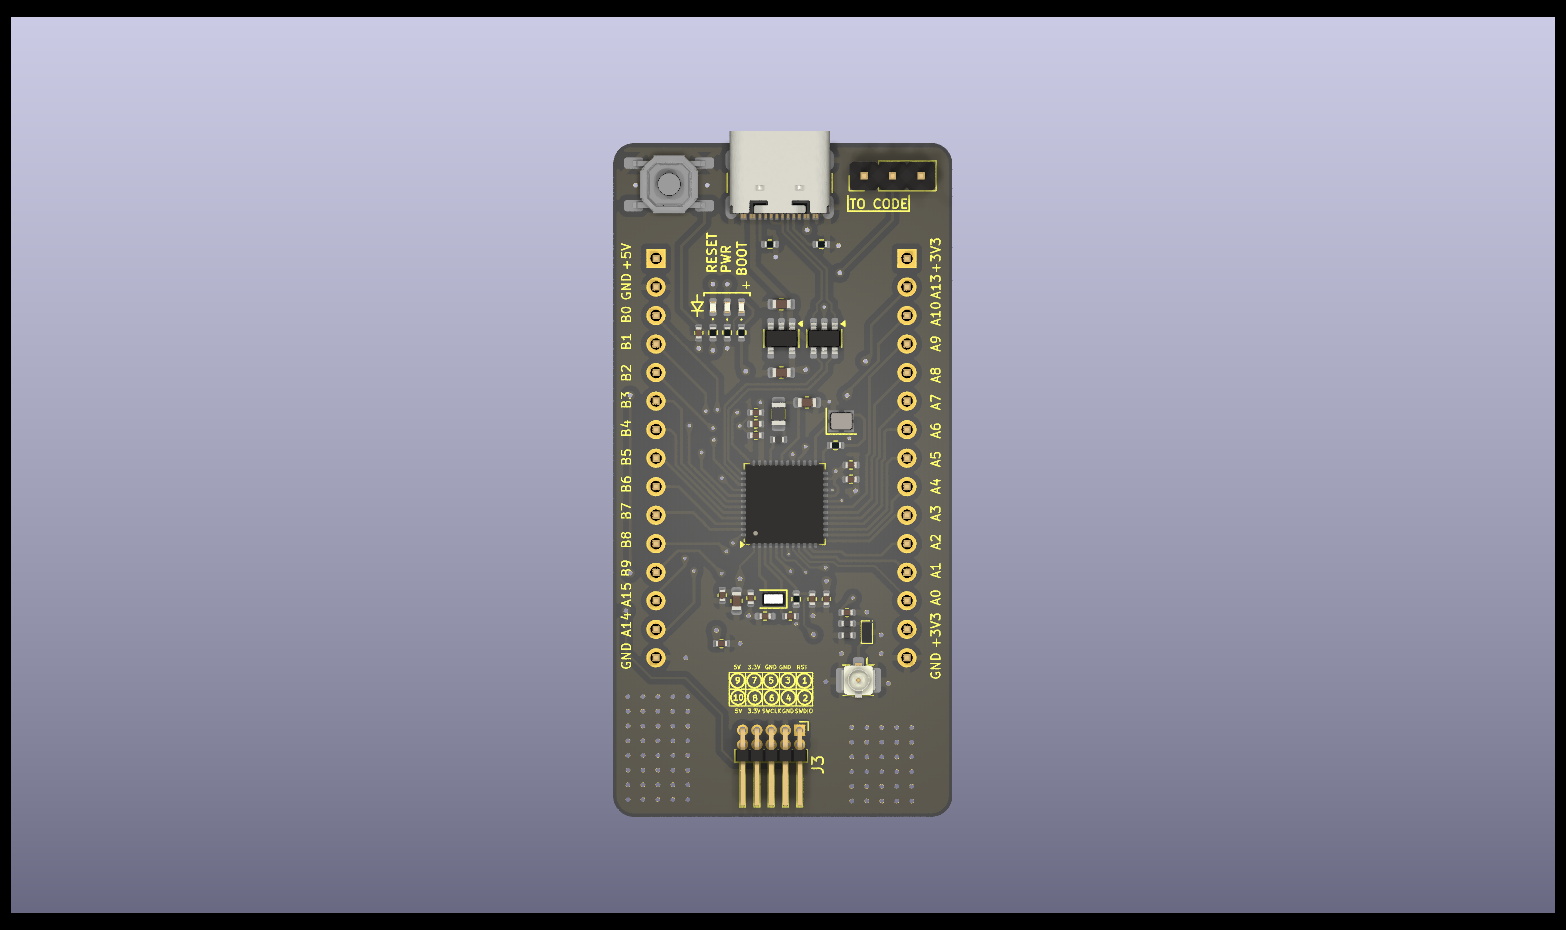 TO CODE
RESET
PWR
BOOT
+
+5V
GND
B0
B1
B2
B3
B4
B5
B6
B7
B8
B9
A15
A14
GND
+3V3
A13
A10
A9
A8
A7
A6
A5
A4
A3
A2
A1
A0
+3V3
GND
5V 3.3V GND GND RST
9 7 5 3 1
10 8 6 4 2
5V 3.3V SWCLK GND SWDIO
J3